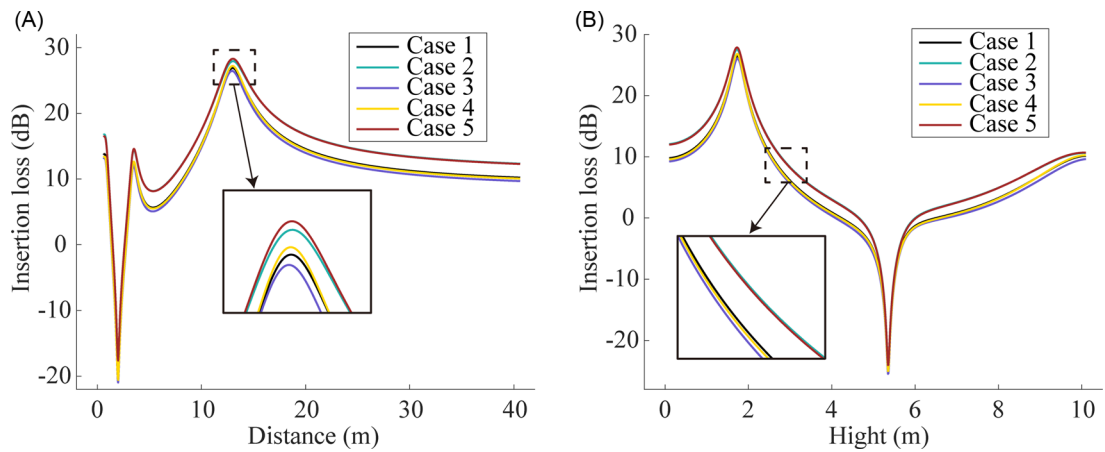 (A)
Insertion loss (dB)
30
20
10
0
-10
-20
Case 1
Case 2
Case 3
Case 4
Case 5
0 10 20 30 40
Distance (m)
(B)
Insertion loss (dB)
30
20
10
0
-10
-20
Case 1
Case 2
Case 3
Case 4
Case 5
0 2 4 6 8 10
Hight (m)